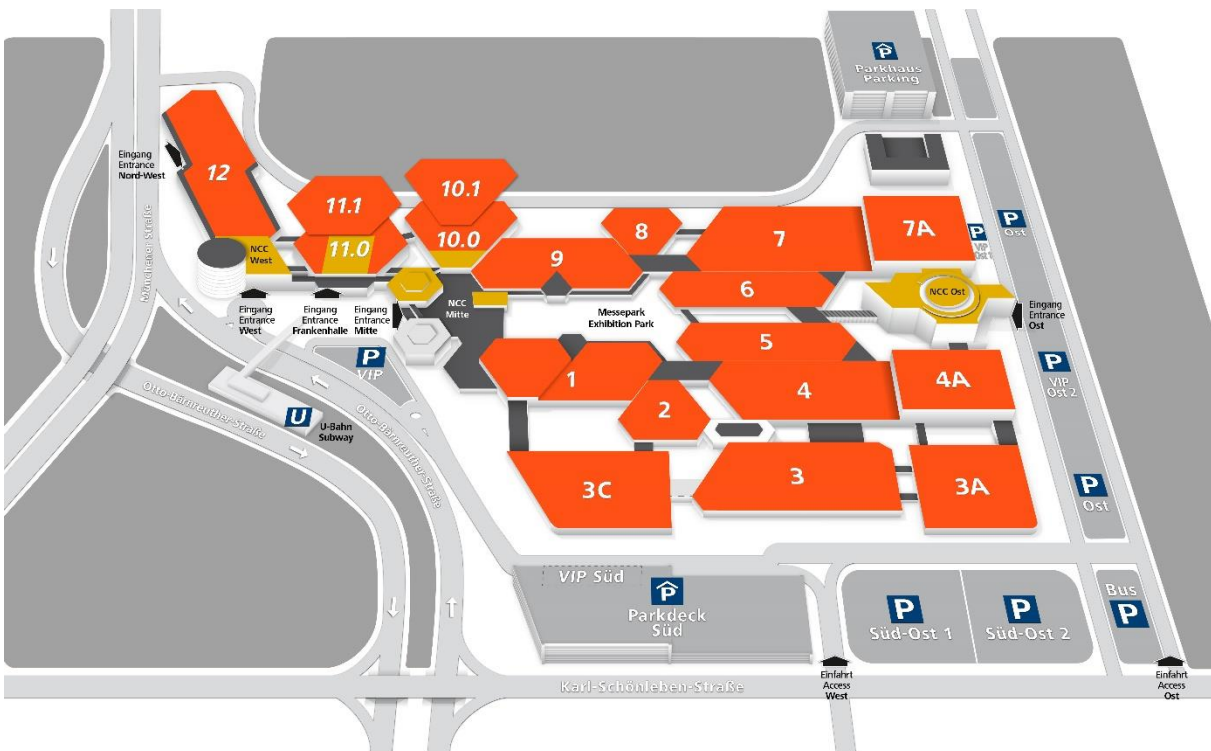 P
Parkhaus
Parking
Eingang
Entrance
Nord-West
12
11.1
10.1
11.0
10.0
NCC
West
9
8
7
7A
P
Ost
P
VIP
Ost 1
6
NCC Ost
Eingang
Entrance
Ost
Münchener Straße
Eingang
Entrance
West
Eingang
Entrance
Frankenhalle
Eingang
Entrance
Mitte
NCC
Mitte
Messepark
Exhibition Park
5
P
VIP
1
2
4
4A
P
VIP
Ost 2
Otto-Bärnreuther-Straße
U
U-Bahn
Subway
Otto-Bärnreuther-Straße
3C
3
3A
P
Ost
VIP Süd
P
Parkdeck
Süd
P
Süd-Ost 1
P
Süd-Ost 2
Bus
P
Einfahrt
Access
West
Einfahrt
Access
Ost
Karl-Schönleben-Straße